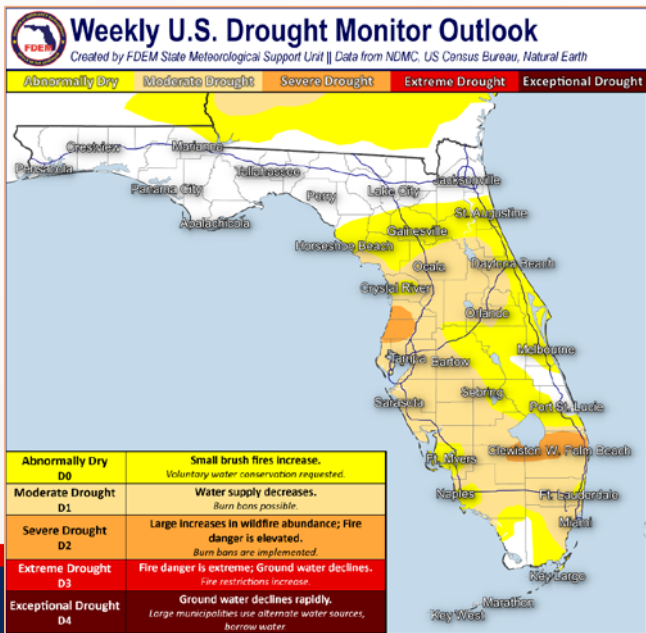 FDEM
Weekly U.S. Drought Monitor Outlook
Created by FDEM State Meteorological Support Unit || Data from NDMC, US Census Bureau, Natural Earth
Abnormally Dry Moderate Drought Severe Drought Extreme Drought Exceptional Drought
Crestview Marianna
Pensacola Tallahassee Jacksonville
Panama City Perry Lake City
Apalachicola St. Augustine
Gainesville
Horseshoe Beach
Ocala Daytona Beach
Crystal River
Orlando
Melbourne
Tampa Bartow
Sebring
Sarasota Port St. Lucie
Ft. Myers Clewiston W. Palm Beach
Naples Ft. Lauderdale
Miami
Key Largo
Marathon
Key West
Abnormally Dry
D0
Small brush fires increase.
Voluntary water conservation requested.
Moderate Drought
D1
Water supply decreases.
Burn bans possible.
Severe Drought
D2
Large increases in wildfire abundance; Fire
danger is elevated.
Burn bans are implemented.
Extreme Drought
D3
Fire danger is extreme; Ground water declines.
Fire restrictions increase.
Exceptional Drought
D4
Ground water declines rapidly.
Large municipalities use alternate water sources,
borrow water.